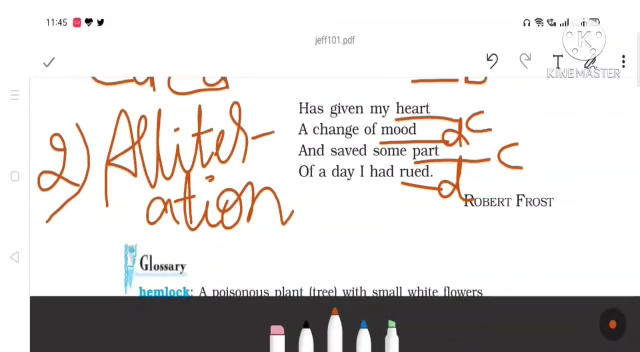 11:45
jeff101.pdf
T
KINEMASTER
2) Alliter-
ation
Has given my heart c
A change of mood d
And saved some part c
Of a day I had rued. d
ROBERT FROST
Glossary
hemlock: A poisonous plant (tree) with small white flowers